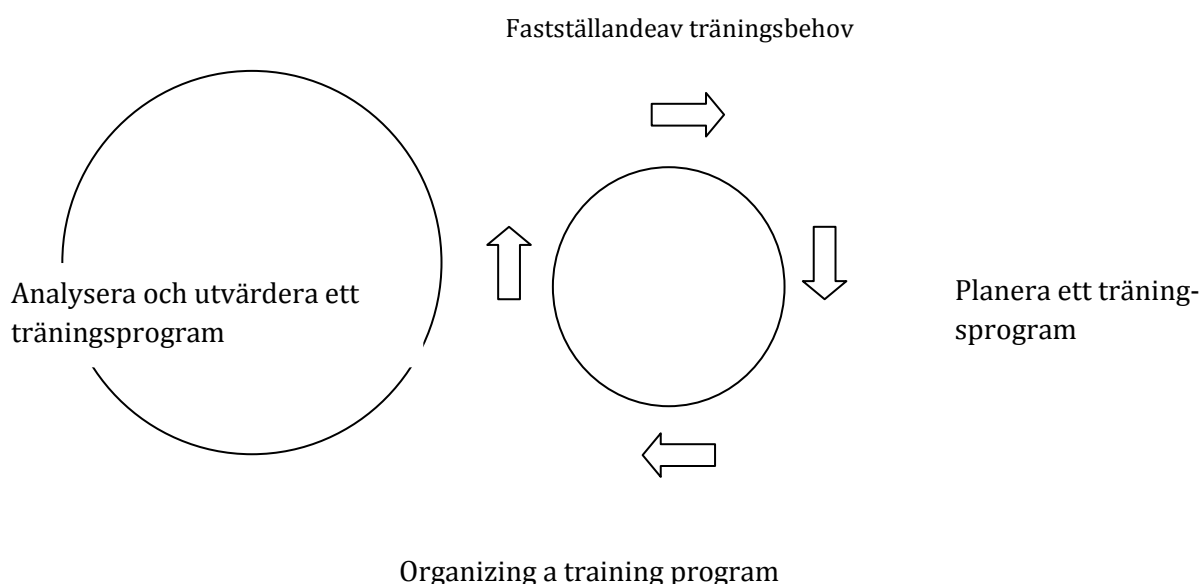 Fastställandeav träningsbehov
Analysera och utvärdera ett
träningsprogram
Planera ett träning-
sprogram
Organizing a training program